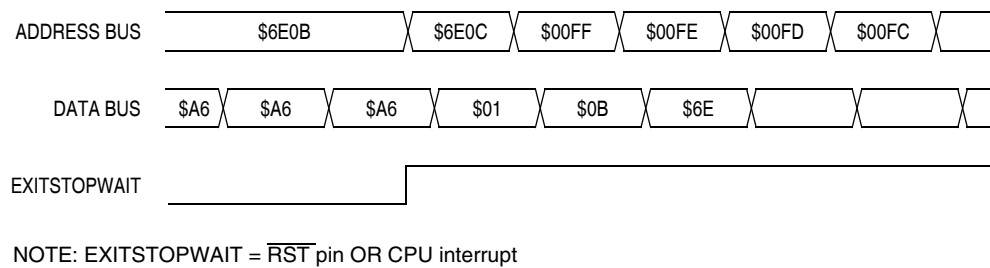 ADDRESS BUS $6E0B $6E0C $00FF $00FE $00FD $00FC
DATA BUS $A6 $A6 $A6 $01 $0B $6E
EXITSTOPWAIT
NOTE: EXITSTOPWAIT = RST pin OR CPU interrupt